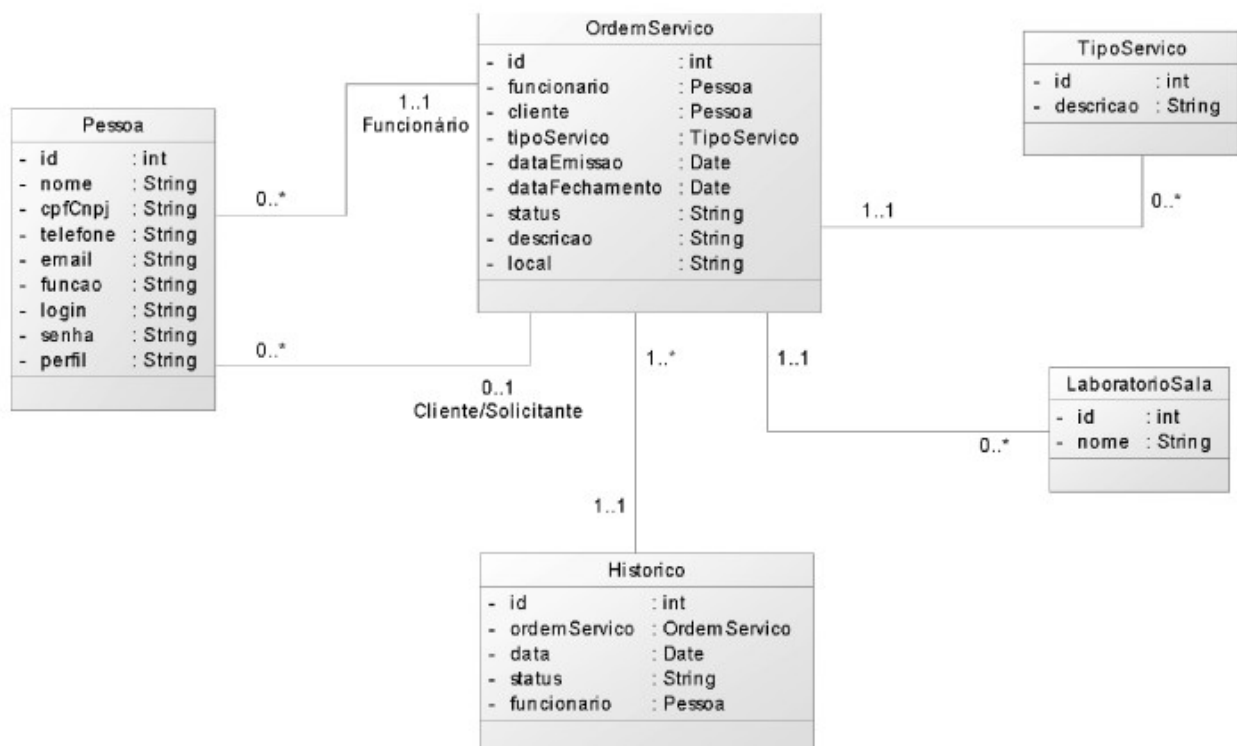 OrdemServico
- id : int
- funcionario : Pessoa
- cliente : Pessoa
- tipoServico : TipoServico
- dataEmissao : Date
- dataFechamento : Date
- status : String
- descricao : String
- local : String
TipoServico
- id : int
- descricao : String
Pessoa
- id : int
- nome : String
- cpfCnpj : String
- telefone : String
- email : String
- funcao : String
- login : String
- senha : String
- perfil : String
1..1
Funcionário
0..*
1..1
0..*
0..*
0..1
Cliente/Solicitante
1..*
1..1
0..*
LaboratorioSala
- id : int
- nome : String
1..1
Historico
- id : int
- ordemServico : OrdemServico
- data : Date
- status : String
- funcionario : Pessoa